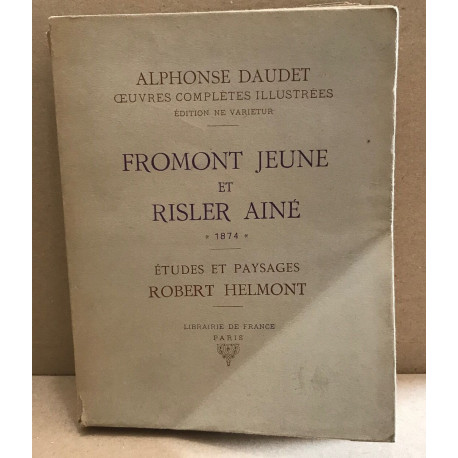 ALPHONSE DAUDET
ŒUVRES COMPLÈTES ILLUSTRÉES
ÉDITION NE VARIETUR
FROMONT JEUNE
ET
RISLER AINÉ
* 1874 *
ÉTUDES ET PAYSAGES
ROBERT HELMONT
LIBRAIRIE DE FRANCE
PARIS